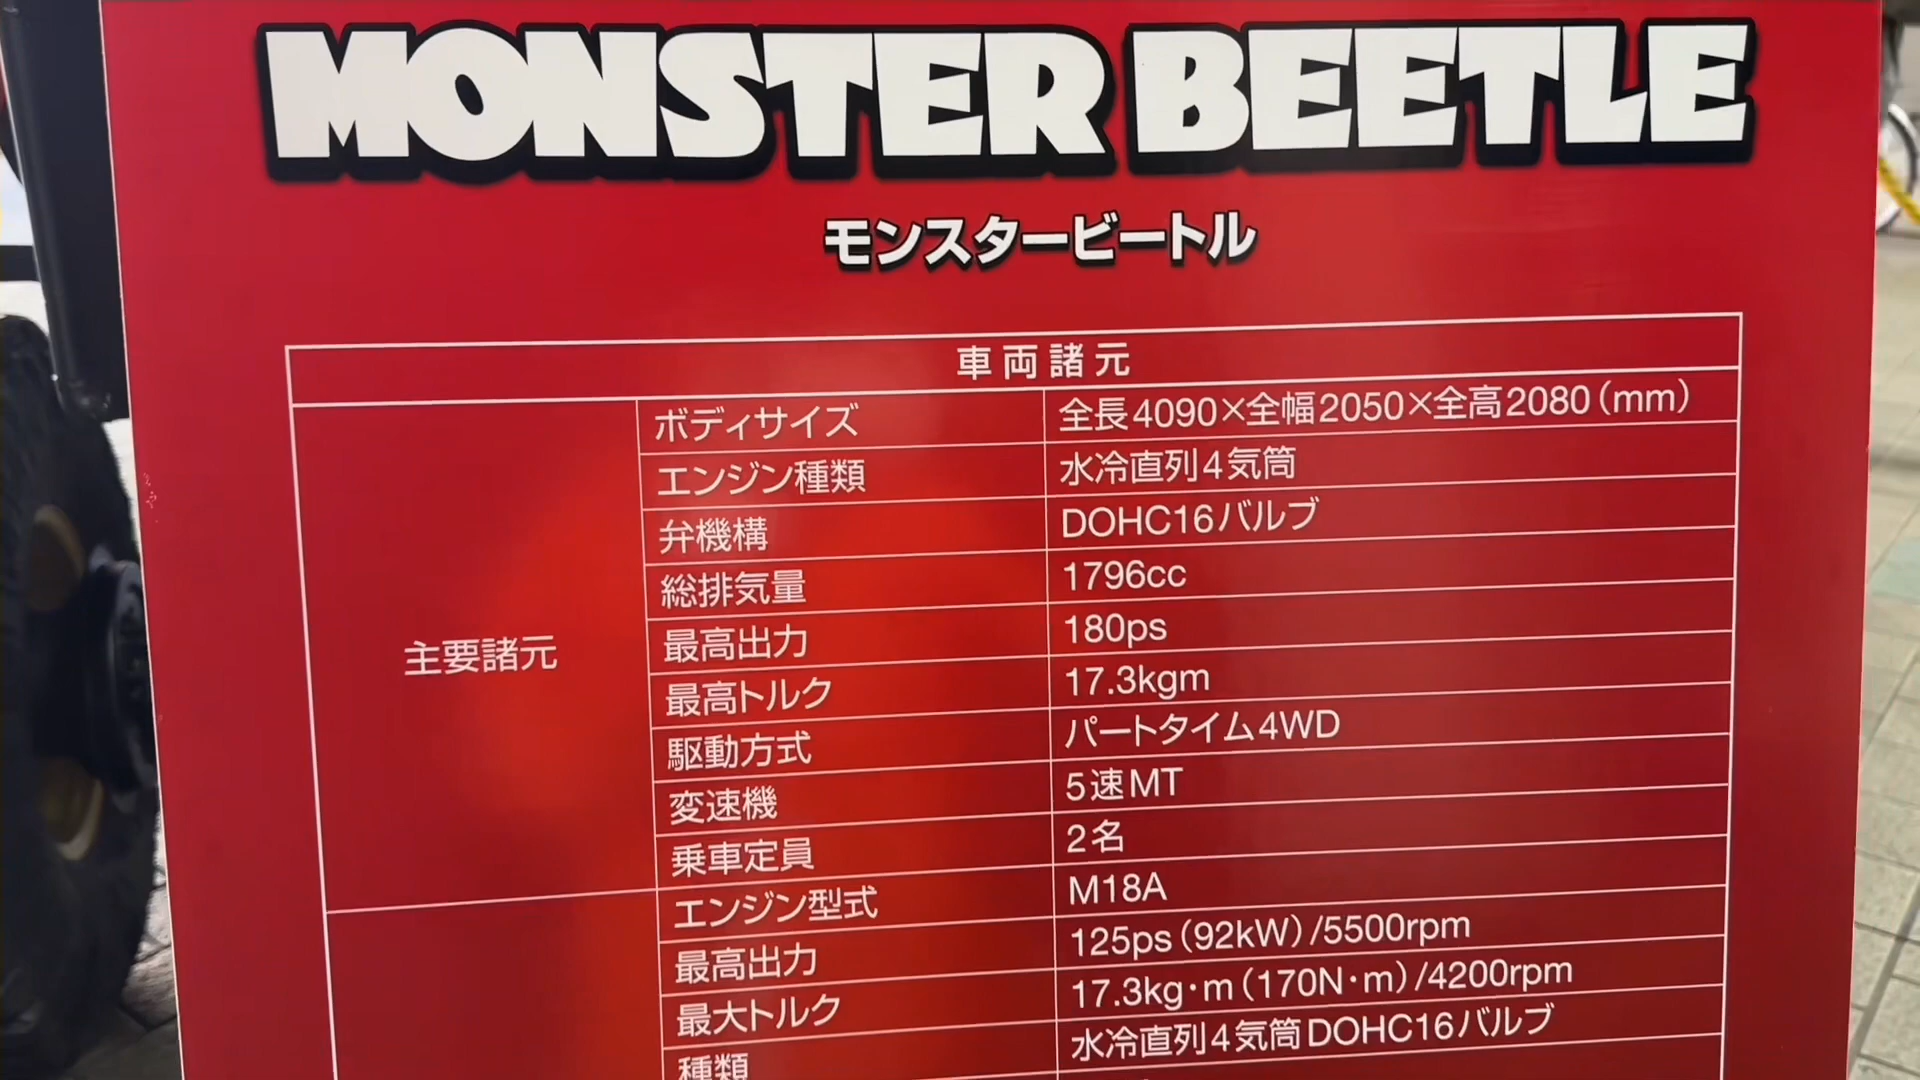 MONSTER BEETLE
モンスタービートル
車両諸元
主要諸元
ボディサイズ 全長4090×全幅2050×全高2080(mm)
エンジン種類 水冷直列4気筒
弁機構 DOHC16バルブ
総排気量 1796cc
最高出力 180ps
最高トルク 17.3kgm
駆動方式 パートタイム4WD
変速機 5速MT
乗車定員 2名
エンジン型式 M18A
最高出力 125ps(92kW)/5500rpm
最大トルク 17.3kg・m(170N・m)/4200rpm
種類 水冷直列4気筒DOHC16バルブ